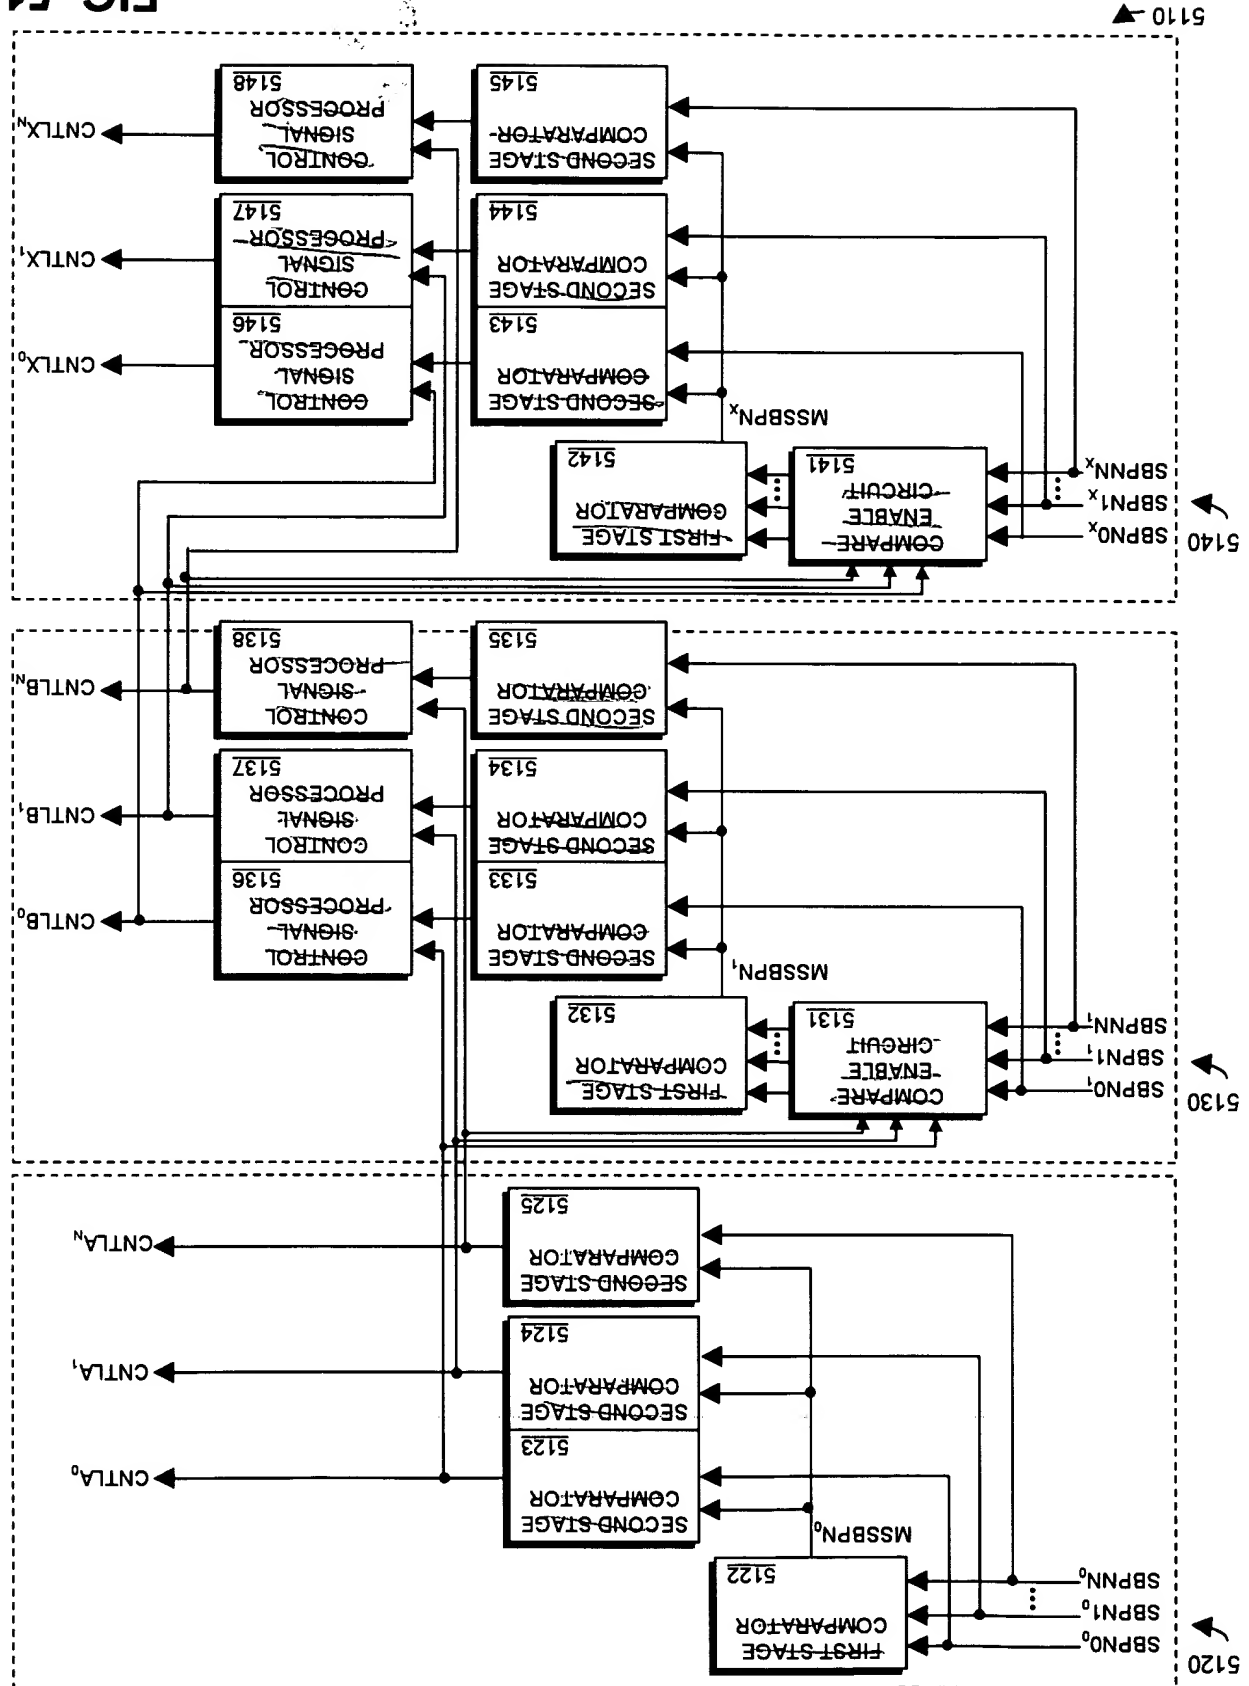 5120
SBPN0₀
SBPN1₀
SBPNN₀
FIRST STAGE
COMPARATOR
5122
MSSBPN₀
SECOND STAGE
COMPARATOR
5123
CNTLA₀
SECOND STAGE
COMPARATOR
5124
CNTLA₁
SECOND STAGE
COMPARATOR
5125
CNTLA_N
5130
SBPN0₁
SBPN1₁
SBPNN₁
COMPARE
ENABLE
CIRCUIT
5131
FIRST STAGE
COMPARATOR
5132
MSSBPN₁
SECOND STAGE
COMPARATOR
5133
CONTROL
SIGNAL
PROCESSOR
5136
CNTLB₀
SECOND STAGE
COMPARATOR
5134
CONTROL
SIGNAL
PROCESSOR
5137
CNTLB₁
SECOND STAGE
COMPARATOR
5135
CONTROL
SIGNAL
PROCESSOR
5138
CNTLB_N
5140
SBPN0ₓ
SBPN1ₓ
SBPNNₓ
COMPARE
ENABLE
CIRCUIT
5141
FIRST STAGE
COMPARATOR
5142
MSSBPNₓ
SECOND STAGE
COMPARATOR
5143
CONTROL
SIGNAL
PROCESSOR
5146
CNTLX₀
SECOND STAGE
COMPARATOR
5144
CONTROL
SIGNAL
PROCESSOR
5147
CNTLX₁
SECOND STAGE
COMPARATOR
5145
CONTROL
SIGNAL
PROCESSOR
5148
CNTLX_N
5110
FIG. 51